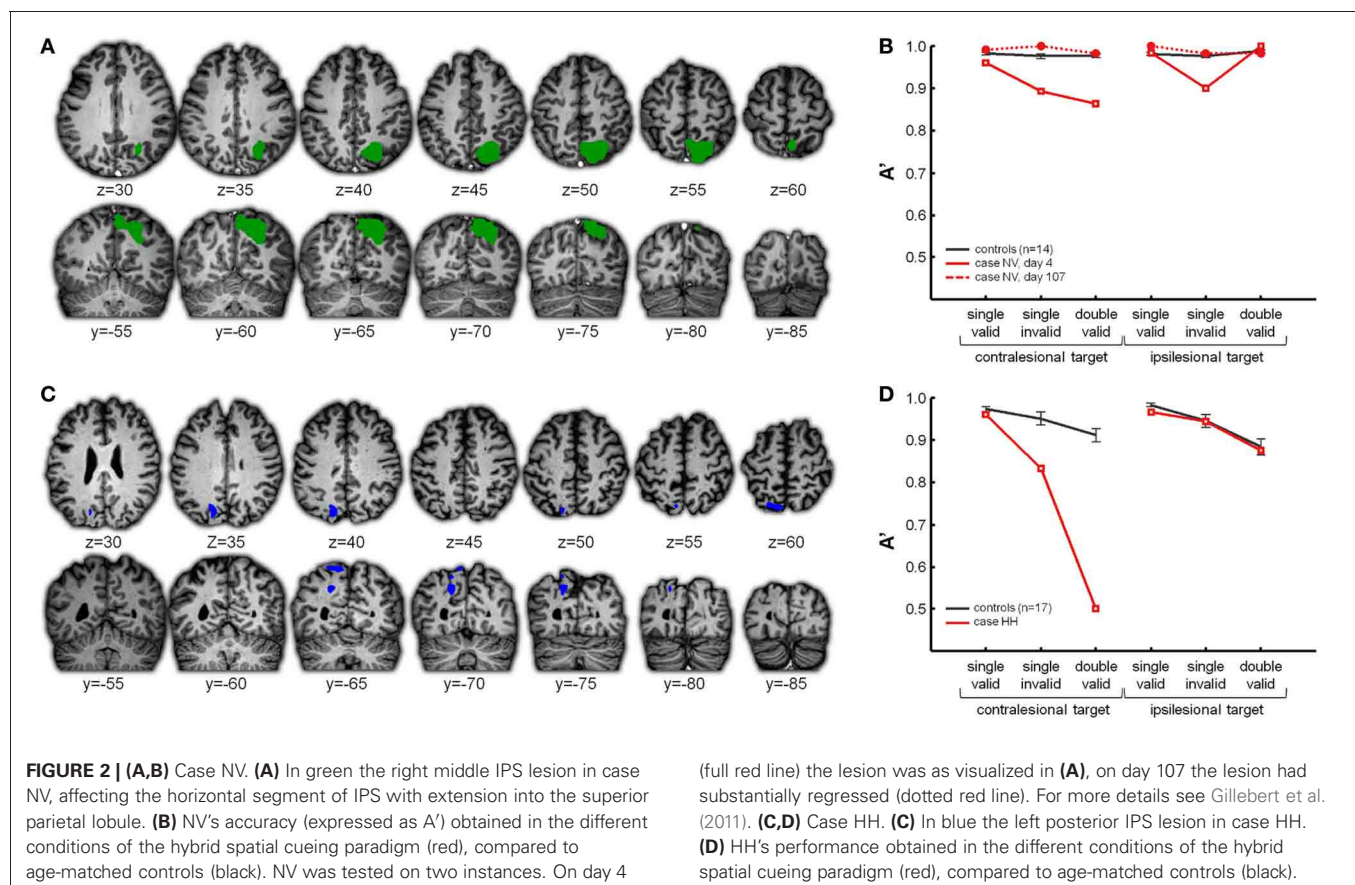 A
z=30 z=35 z=40 z=45 z=50 z=55 z=60
y=-55 y=-60 y=-65 y=-70 y=-75 y=-80 y=-85
B
1.0
0.9
0.8
0.7
0.6
0.5
A'
controls (n=14)
case NV, day 4
case NV, day 107
single valid single invalid double valid single valid single invalid double valid
contralesional target ipsilesional target
C
z=30 Z=35 z=40 z=45 z=50 z=55 z=60
y=-55 y=-60 y=-65 y=-70 y=-75 y=-80 y=-85
D
1.0
0.9
0.8
0.7
0.6
0.5
A'
controls (n=17)
case HH
single valid single invalid double valid single valid single invalid double valid
contralesional target ipsilesional target
FIGURE 2 | (A,B) Case NV. (A) In green the right middle IPS lesion in case
NV, affecting the horizontal segment of IPS with extension into the superior
parietal lobule. (B) NV's accuracy (expressed as A′) obtained in the different
conditions of the hybrid spatial cueing paradigm (red), compared to
age-matched controls (black). NV was tested on two instances. On day 4
(full red line) the lesion was as visualized in (A), on day 107 the lesion had
substantially regressed (dotted red line). For more details see Gillebert et al.
(2011). (C,D) Case HH. (C) In blue the left posterior IPS lesion in case HH.
(D) HH's performance obtained in the different conditions of the hybrid
spatial cueing paradigm (red), compared to age-matched controls (black).